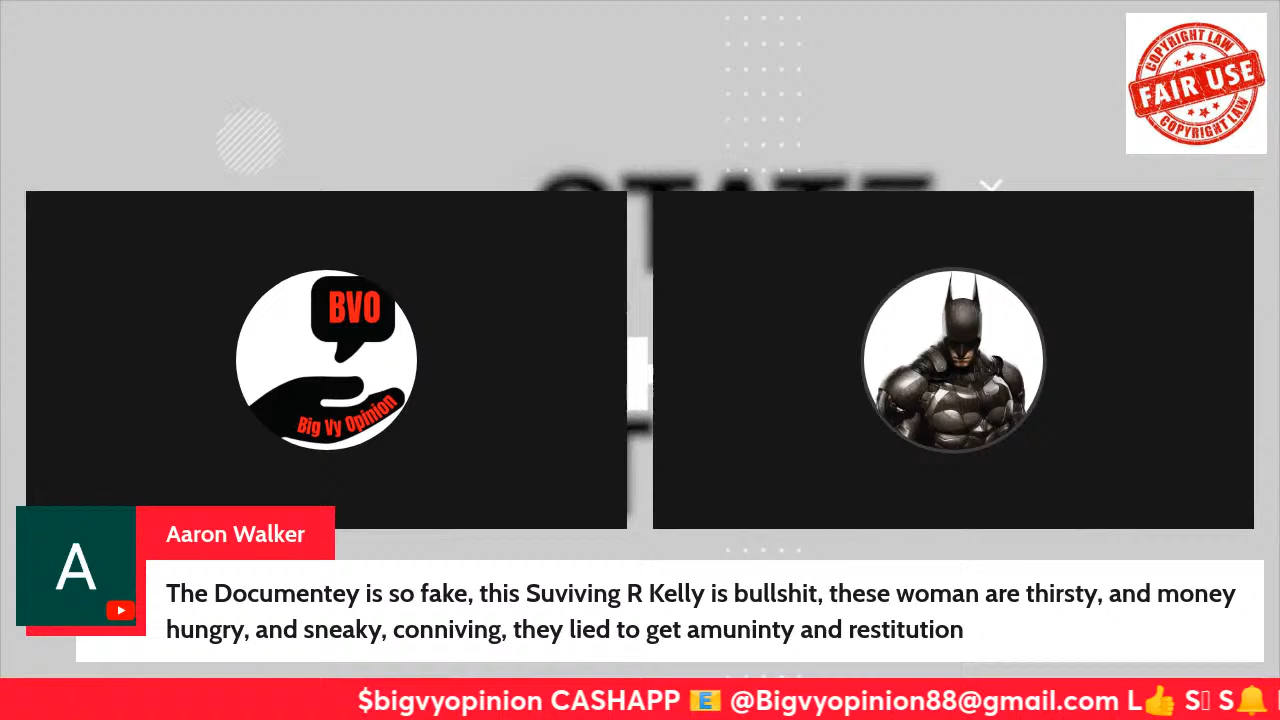 COPYRIGHT LAW
FAIR USE
COPYRIGHT LAW
STATE
BVO
Big Vy Opinion
A
Aaron Walker
The Documentey is so fake, this Suviving R Kelly is bullshit, these woman are thirsty, and money
hungry, and sneaky, conniving, they lied to get amuninty and restitution
$bigvyopinion CASHAPP 📧 @Bigvyopinion88@gmail.com L👍 S S🔔